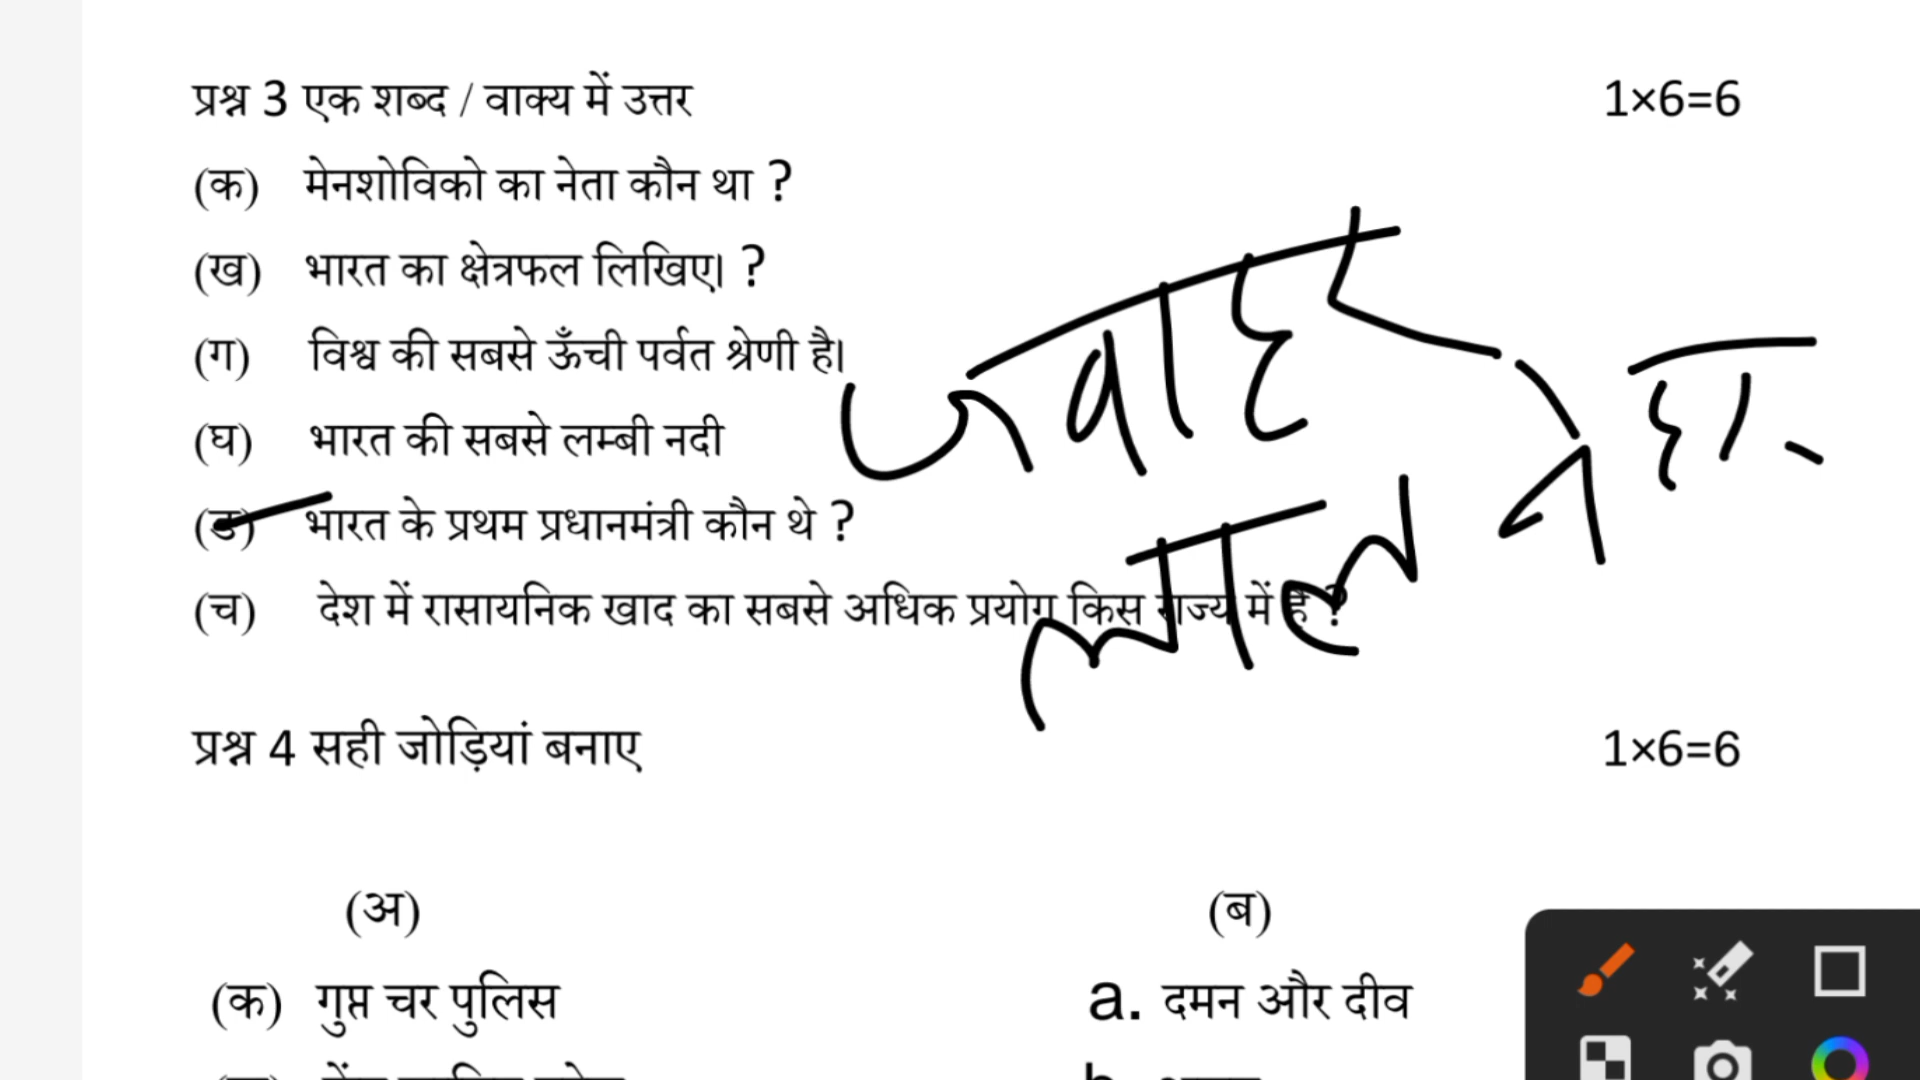 प्रश्न 3 एक शब्द / वाक्य में उत्तर 1×6=6
(क) मेनशोविको का नेता कौन था ?
(ख) भारत का क्षेत्रफल लिखिए। ?
(ग) विश्व की सबसे ऊँची पर्वत श्रेणी है।
जवाहर
(घ) भारत की सबसे लम्बी नदी
(ड) भारत के प्रथम प्रधानमंत्री कौन थे ?
लाल
(च) देश में रासायनिक खाद का सबसे अधिक प्रयोग किस राज्य में है ?
प्रश्न 4 सही जोड़ियां बनाए 1×6=6
(अ) (ब)
(क) गुप्त चर पुलिस a. दमन और दीव